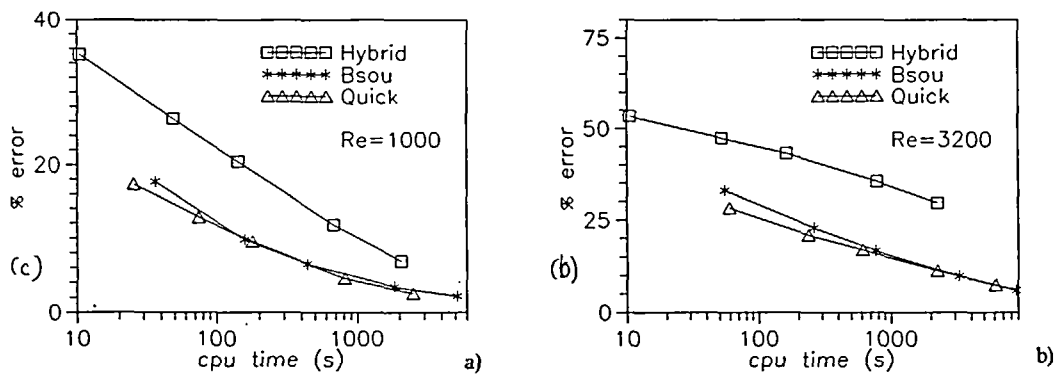 40
20
0
% error
(c)
Hybrid
Bsou
Quick
Re=1000
10
100
1000
cpu time (s)
a)
75
50
25
0
% error
(b)
Hybrid
Bsou
Quick
Re=3200
10
100
1000
cpu time (s)
b)